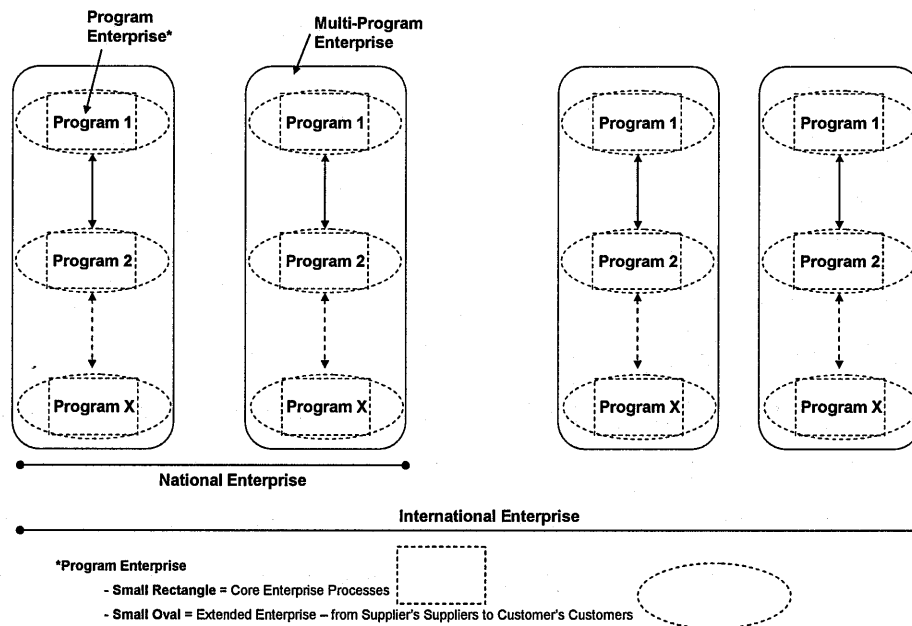 Program
Enterprise*
Multi-Program
Enterprise
Program 1
Program 1
Program 1
Program 1
Program 2
Program 2
Program 2
Program 2
Program X
Program X
Program X
Program X
National Enterprise
International Enterprise
*Program Enterprise
- Small Rectangle = Core Enterprise Processes
- Small Oval = Extended Enterprise – from Supplier's Suppliers to Customer's Customers